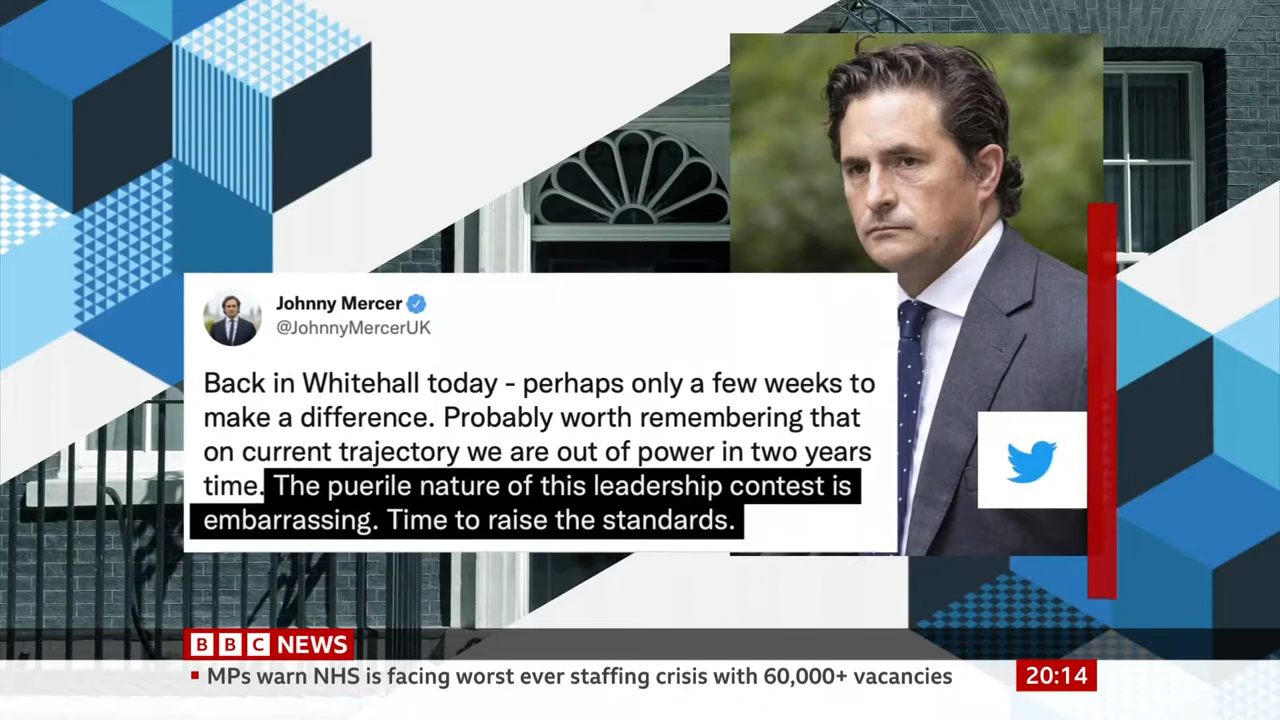 Johnny Mercer
@JohnnyMercerUK
Back in Whitehall today - perhaps only a few weeks to
make a difference. Probably worth remembering that
on current trajectory we are out of power in two years
time. The puerile nature of this leadership contest is
embarrassing. Time to raise the standards.
BBC NEWS
MPs warn NHS is facing worst ever staffing crisis with 60,000+ vacancies
20:14